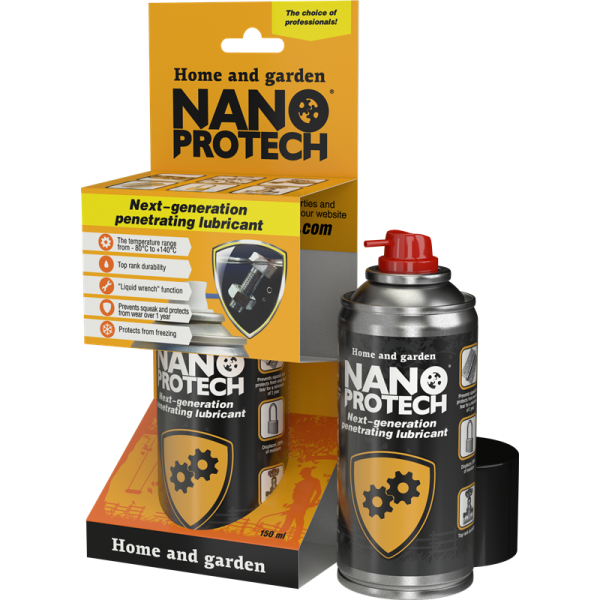 The choice of
professionals!
Home and garden
NANO®
PROTECH
Next-generation
penetrating lubricant
The temperature range
from - 80°C to +140°C
Top rank durability
"Liquid wrench" function
Prevents squeak and protects
from wear over 1 year
Protects from freezing
rties and
our website
.com
NANO
PROTECH
Next-generation
penetrating lubricant
150 ml
Home and garden
Home and garden
NANO®
PROTECH
Next-generation
penetrating lubricant